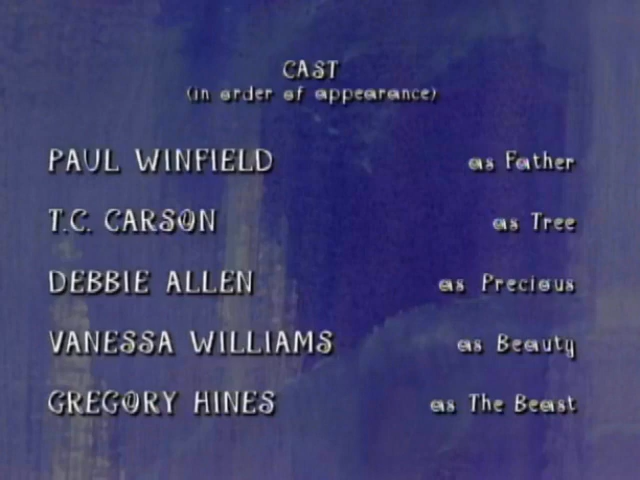 CAST
(in order of appearance)
PAUL WINFIELD as Father
T.C. CARSON as Tree
DEBBIE ALLEN as Precious
VANESSA WILLIAMS as Beauty
GREGORY HINES as The Beast